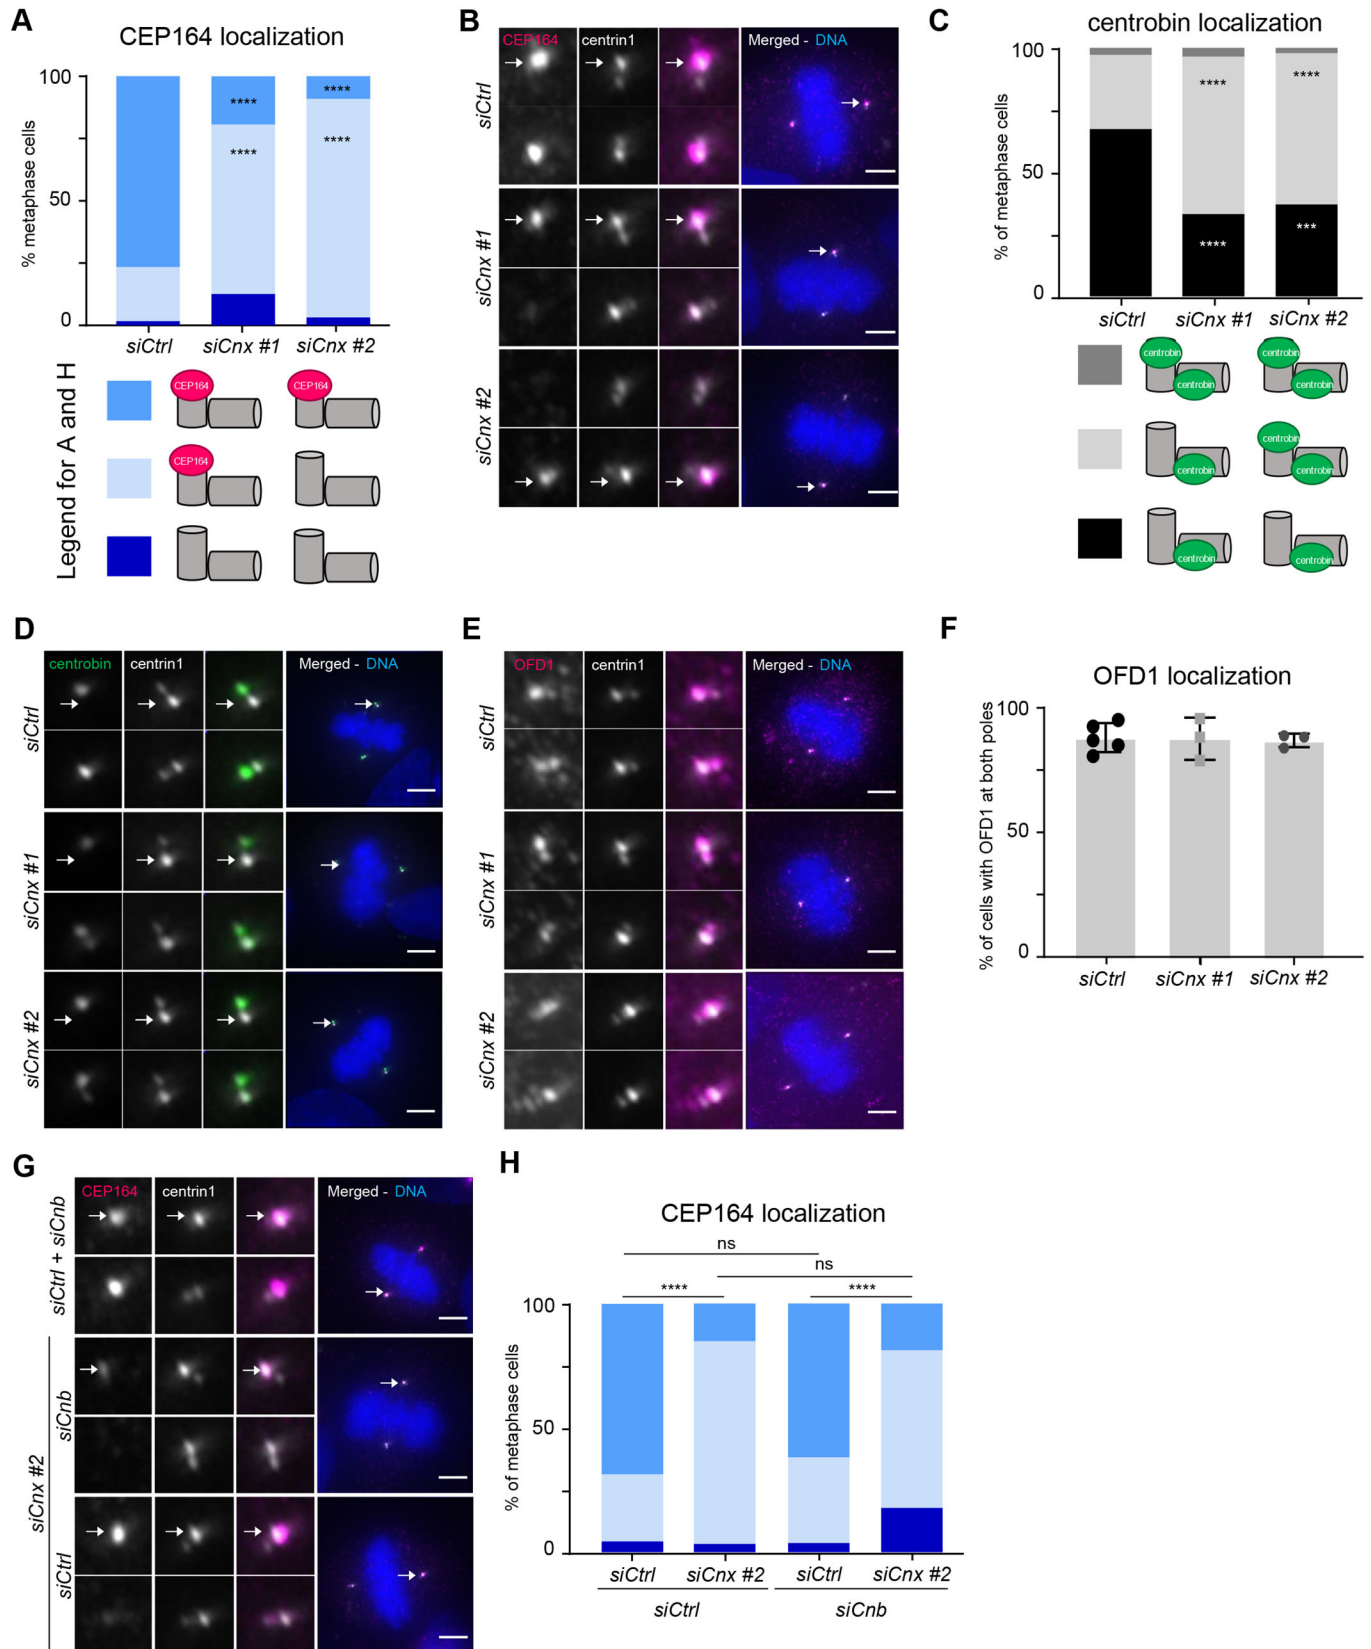 A
CEP164 localization
% metaphase cells
100
50
0
****
****
****
****
siCtrl
siCnx #1
siCnx #2
Legend for A and H
CEP164
CEP164
CEP164
B
CEP164
centrin1
Merged - DNA
siCtrl
siCnx #1
siCnx #2
C
centrobin localization
% of metaphase cells
100
50
0
****
****
****
***
siCtrl
siCnx #1
siCnx #2
centrobin
centrobin
centrobin
centrobin
centrobin
centrobin
centrobin
centrobin
centrobin
D
centrobin
centrin1
Merged - DNA
siCtrl
siCnx #1
siCnx #2
E
OFD1
centrin1
Merged - DNA
siCtrl
siCnx #1
siCnx #2
F
OFD1 localization
% of cells with OFD1 at both poles
100
50
0
siCtrl
siCnx #1
siCnx #2
G
CEP164
centrin1
Merged - DNA
siCtrl + siCnb
siCnb
siCtrl
siCnx #2
H
CEP164 localization
ns
ns
****
****
% of metaphase cells
100
50
0
siCtrl
siCnx #2
siCtrl
siCnx #2
siCtrl
siCnb